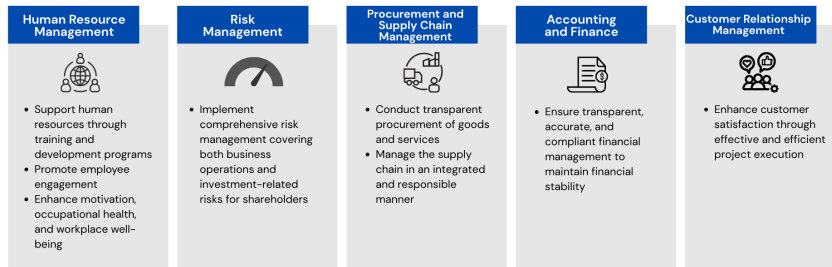 Human Resource
Management
• Support human
resources through
training and
development programs
• Promote employee
engagement
• Enhance motivation,
occupational health,
and workplace well-
being
Risk
Management
• Implement
comprehensive risk
management covering
both business
operations and
investment-related
risks for shareholders
Procurement and
Supply Chain
Management
• Conduct transparent
procurement of goods
and services
• Manage the supply
chain in an integrated
and responsible
manner
Accounting
and Finance
$
• Ensure transparent,
accurate, and
compliant financial
management to
maintain financial
stability
Customer Relationship
Management
• Enhance customer
satisfaction through
effective and efficient
project execution